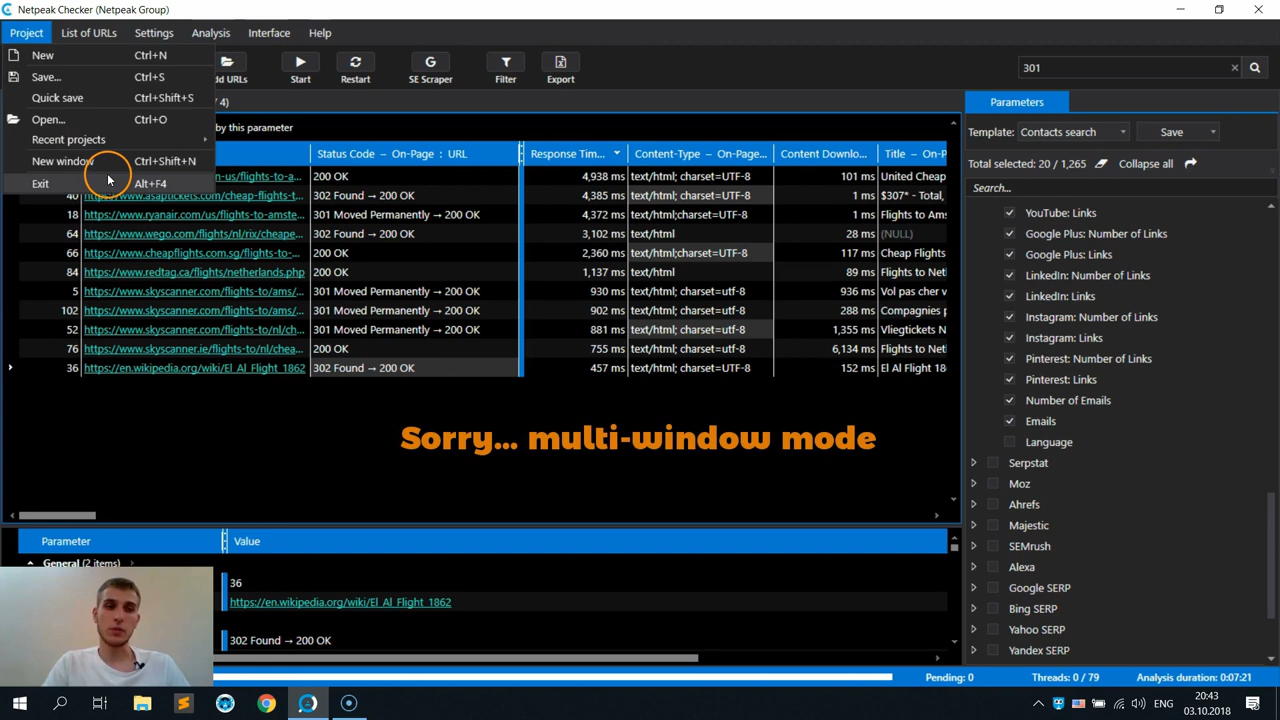 Netpeak Checker (Netpeak Group)
Project List of URLs Settings Analysis Interface Help
New Ctrl+N
Save... Ctrl+S
Quick save Ctrl+Shift+S
Open... Ctrl+O
Recent projects
New window Ctrl+Shift+N
Exit Alt+F4
Start Restart SE Scraper Filter Export
301
by this parameter
Status Code – On-Page : URL Response Tim... Content-Type – On-Page... Content Downlo... Title – On-P
n-us/flights-to-a... 200 OK 4,938 ms text/html; charset=UTF-8 101 ms United Cheap
40 https://www.asaptickets.com/cheap-flights-t... 302 Found → 200 OK 4,385 ms text/html; charset=UTF-8 1 ms $307* - Total,
18 https://www.ryanair.com/us/flights-to-amste... 301 Moved Permanently → 200 OK 4,372 ms text/html;charset=UTF-8 1 ms Flights to Ams
64 https://www.wego.com/flights/nl/rix/cheape... 302 Found → 200 OK 3,102 ms text/html 28 ms (NULL)
66 https://www.cheapflights.com.sg/flights-to-... 302 Found → 200 OK 2,360 ms text/html;charset=UTF-8 117 ms Cheap Flights
84 https://www.redtag.ca/flights/netherlands.php 200 OK 1,137 ms text/html 89 ms Flights to Net
5 https://www.skyscanner.com/flights-to/ams/... 301 Moved Permanently → 200 OK 930 ms text/html; charset=utf-8 936 ms Vol pas cher v
102 https://www.skyscanner.com/flights-to/ams/... 301 Moved Permanently → 200 OK 902 ms text/html; charset=utf-8 288 ms Compagnies p
52 https://www.skyscanner.com/flights-to/nl/ch... 301 Moved Permanently → 200 OK 881 ms text/html; charset=utf-8 1,355 ms Vliegtickets Ni
76 https://www.skyscanner.ie/flights-to/nl/chea... 200 OK 755 ms text/html; charset=utf-8 6,134 ms Flights to Net
36 https://en.wikipedia.org/wiki/El_Al_Flight_1862 302 Found → 200 OK 457 ms text/html; charset=UTF-8 152 ms El Al Flight 18
Sorry... multi-window mode
Parameter Value
General (2 items)
36
https://en.wikipedia.org/wiki/El_Al_Flight_1862
302 Found → 200 OK
Parameters
Template: Contacts search Save
Total selected: 20 / 1,265 Collapse all
Search...
YouTube: Links
Google Plus: Number of Links
Google Plus: Links
LinkedIn: Number of Links
LinkedIn: Links
Instagram: Number of Links
Instagram: Links
Pinterest: Number of Links
Pinterest: Links
Number of Emails
Emails
Language
Serpstat
Moz
Ahrefs
Majestic
SEMrush
Alexa
Google SERP
Bing SERP
Yahoo SERP
Yandex SERP
Pending: 0 Threads: 0 / 79 Analysis duration: 0:07:21
ENG
20:43
03.10.2018